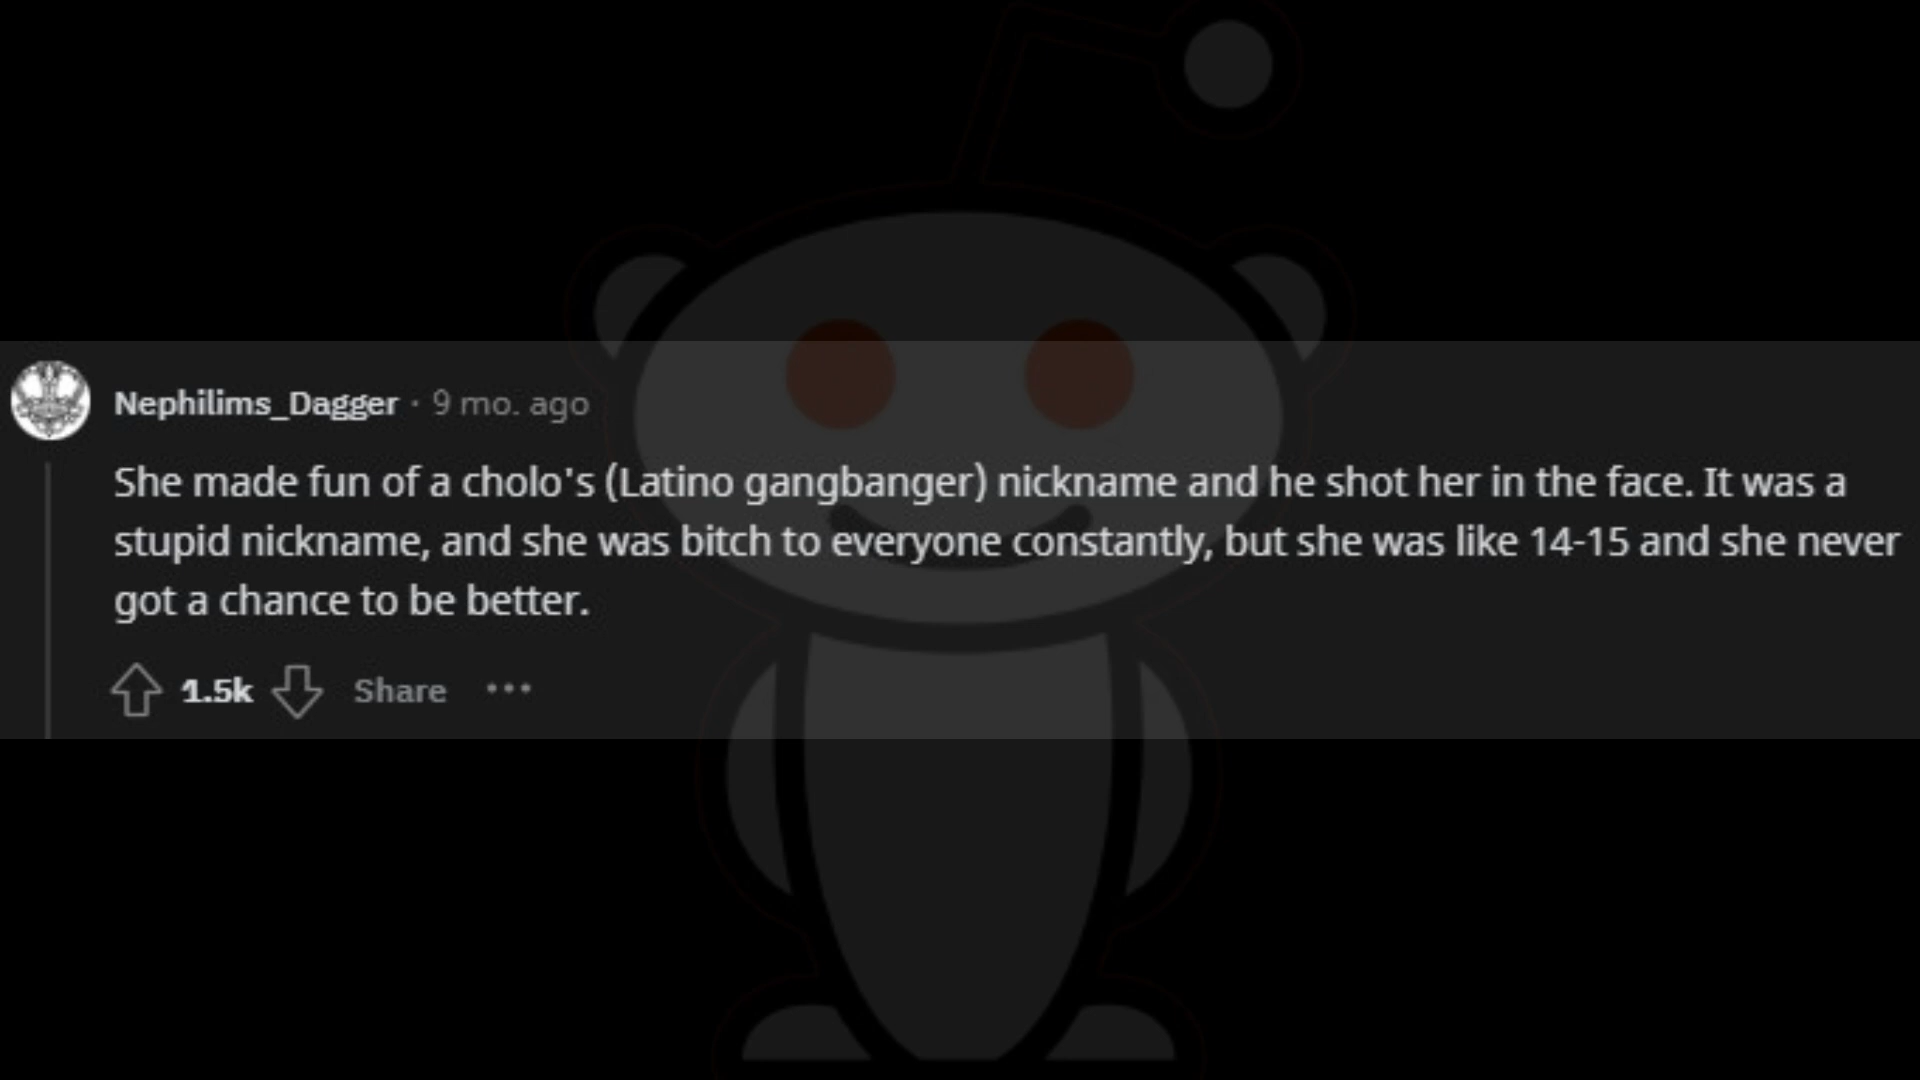 Nephilims_Dagger · 9 mo. ago
She made fun of a cholo's (Latino gangbanger) nickname and he shot her in the face. It was a
stupid nickname, and she was bitch to everyone constantly, but she was like 14-15 and she never
got a chance to be better.
1.5k Share ···